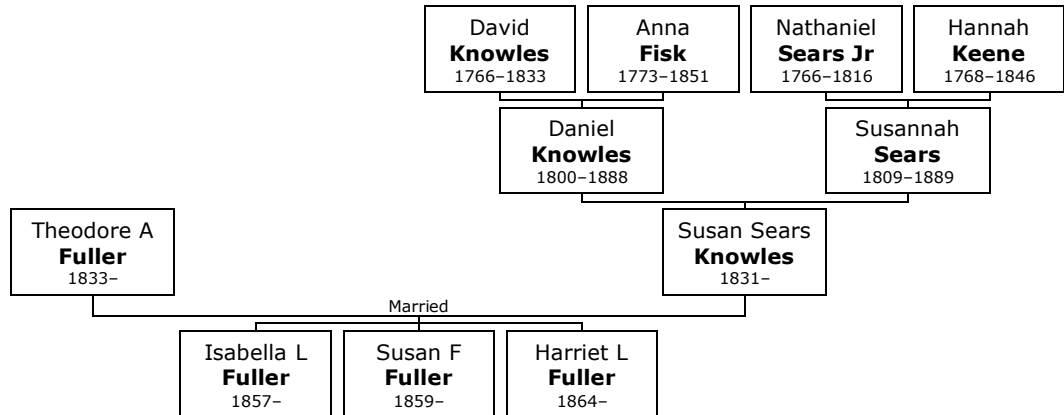 David
Knowles
1766–1833
Anna
Fisk
1773–1851
Nathaniel
Sears Jr
1766–1816
Hannah
Keene
1768–1846
Daniel
Knowles
1800–1888
Susannah
Sears
1809–1889
Theodore A
Fuller
1833–
Susan Sears
Knowles
1831–
Married
Isabella L
Fuller
1857–
Susan F
Fuller
1859–
Harriet L
Fuller
1864–